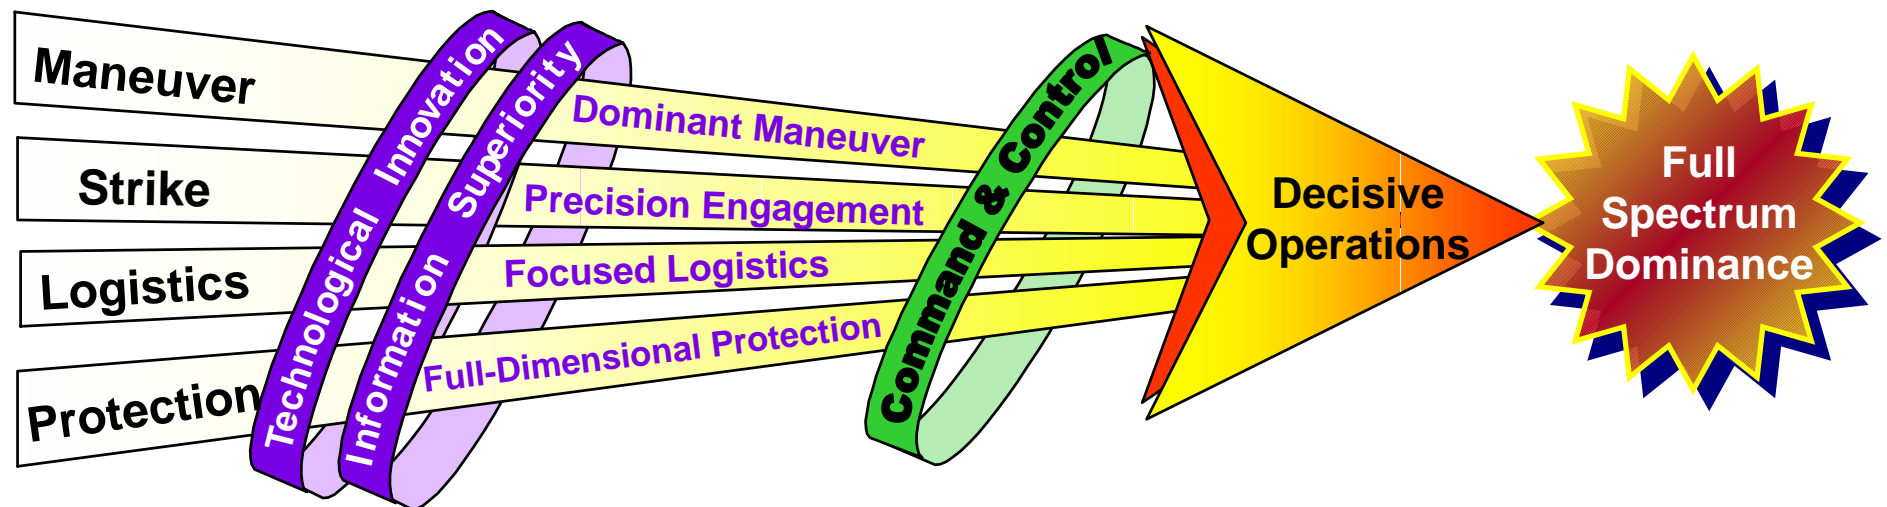 Maneuver
Strike
Logistics
Protection
Technological Innovation
Information Superiority
Dominant Maneuver
Precision Engagement
Focused Logistics
Full-Dimensional Protection
Command & Control
Decisive
Operations
Full
Spectrum
Dominance